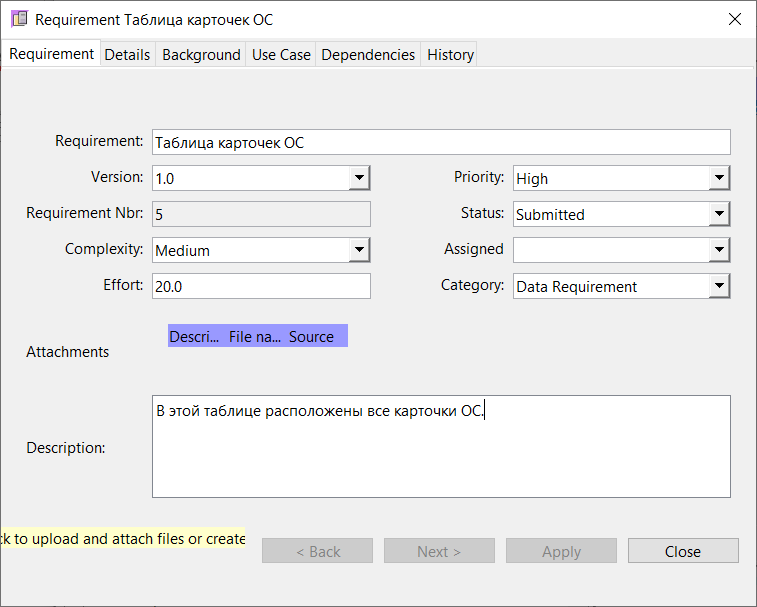 Requirement Таблица карточек ОС
Requirement Details Background Use Case Dependencies History
Requirement: Таблица карточек ОС
Version: 1.0 Priority: High
Requirement Nbr: 5 Status: Submitted
Complexity: Medium Assigned
Effort: 20.0 Category: Data Requirement
Descri... File na... Source
Attachments
В этой таблице расположены все карточки ОС.
Description:
to upload and attach files or create
< Back Next > Apply Close